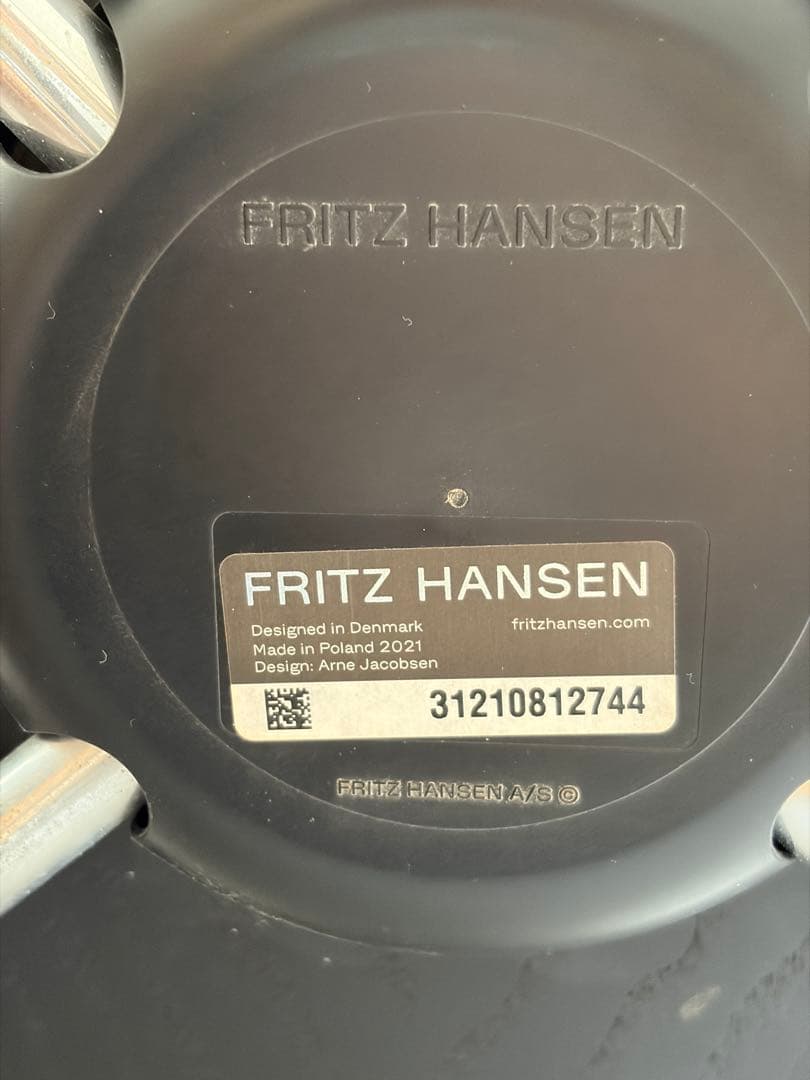 FRITZ HANSEN
FRITZ HANSEN
Designed in Denmark
fritzhansen.com
Made in Poland 2021
Design: Arne Jacobsen
31210812744
FRITZ HANSEN A/S ©